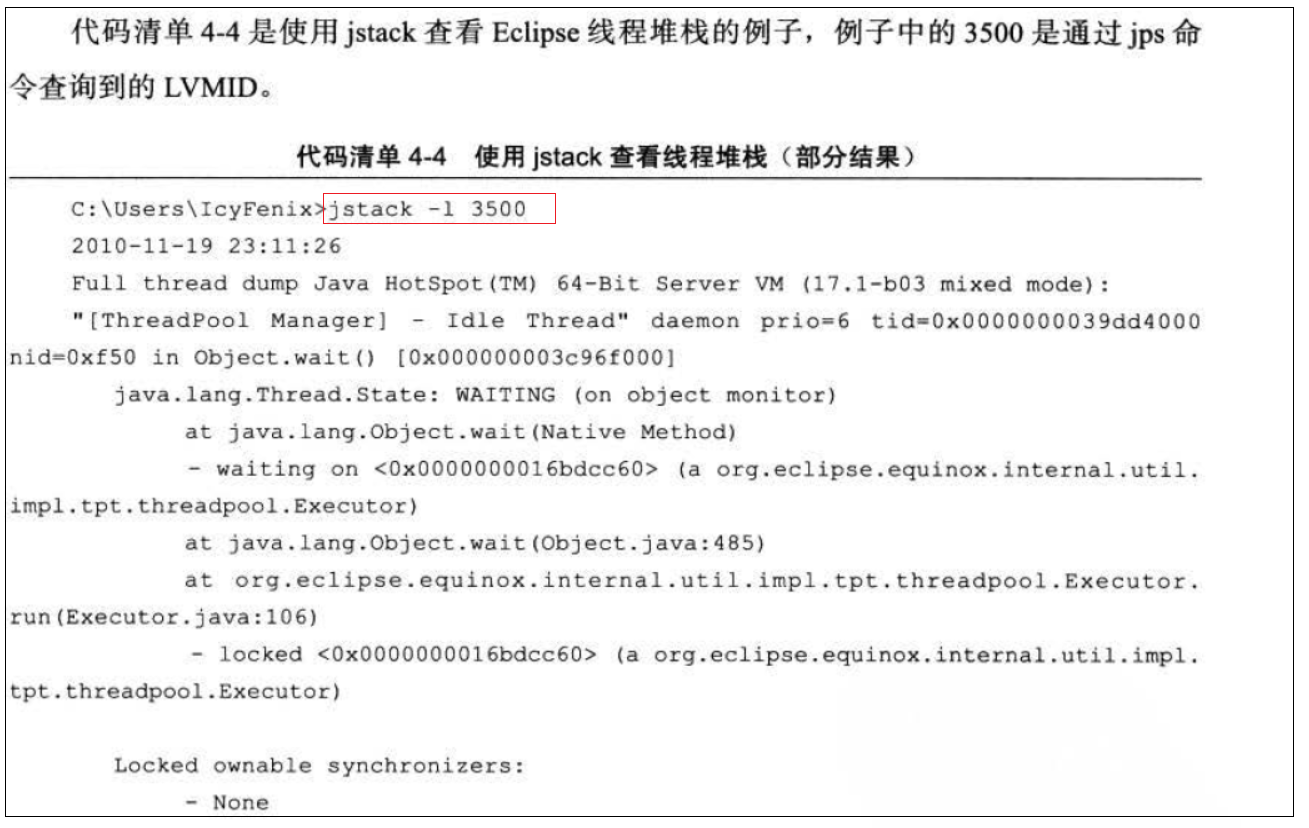 代码清单 4-4 是使用 jstack 查看 Eclipse 线程堆栈的例子，例子中的 3500 是通过 jps 命
令查询到的 LVMID。
代码清单 4-4 使用 jstack 查看线程堆栈（部分结果）
C:\Users\IcyFenix>jstack -l 3500
2010-11-19 23:11:26
Full thread dump Java HotSpot(TM) 64-Bit Server VM (17.1-b03 mixed mode):
"[ThreadPool Manager] - Idle Thread" daemon prio=6 tid=0x0000000039dd4000
nid=0xf50 in Object.wait() [0x000000003c96f000]
java.lang.Thread.State: WAITING (on object monitor)
at java.lang.Object.wait(Native Method)
- waiting on <0x0000000016bdcc60> (a org.eclipse.equinox.internal.util.
impl.tpt.threadpool.Executor)
at java.lang.Object.wait(Object.java:485)
at org.eclipse.equinox.internal.util.impl.tpt.threadpool.Executor.
run(Executor.java:106)
- locked <0x0000000016bdcc60> (a org.eclipse.equinox.internal.util.impl.
tpt.threadpool.Executor)
Locked ownable synchronizers:
- None